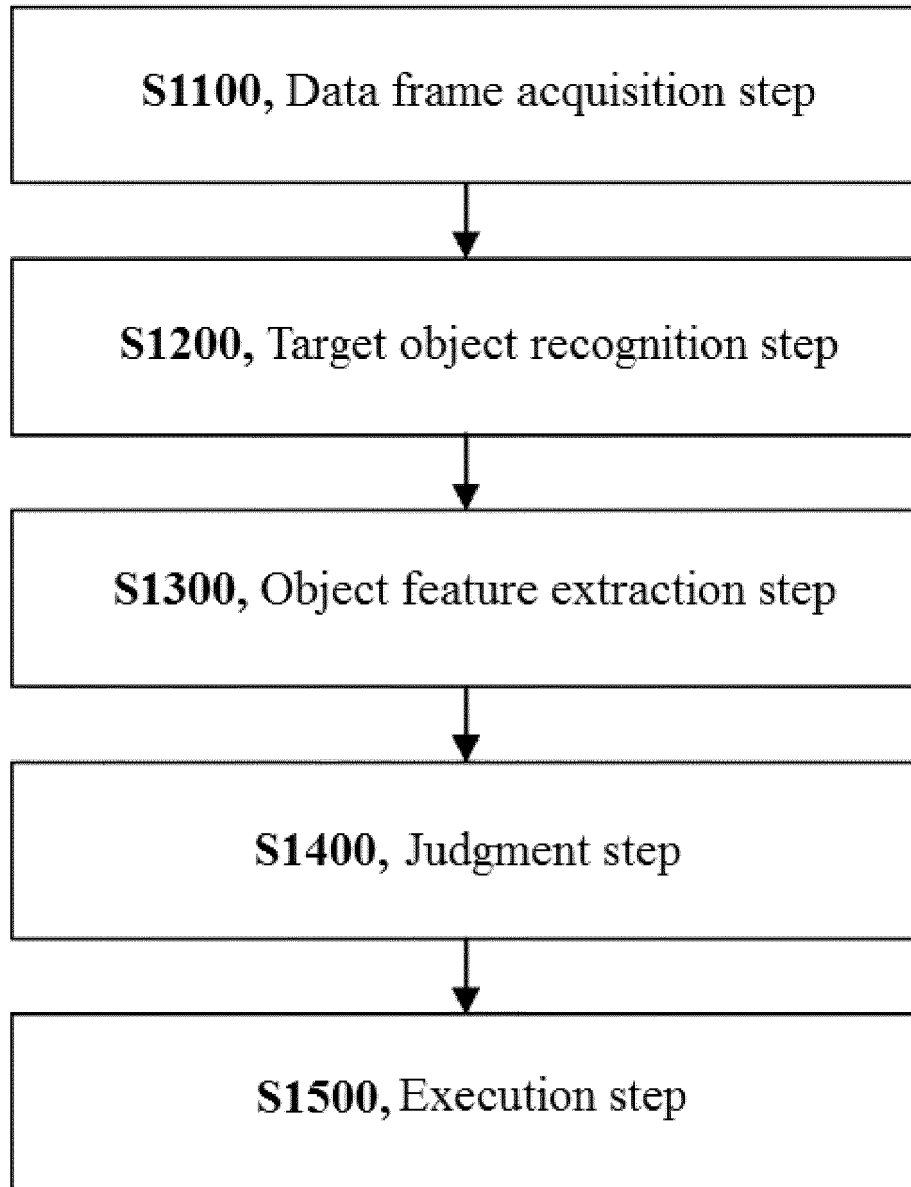 S1100, Data frame acquisition step
S1200, Target object recognition step
S1300, Object feature extraction step
S1400, Judgment step
S1500, Execution step